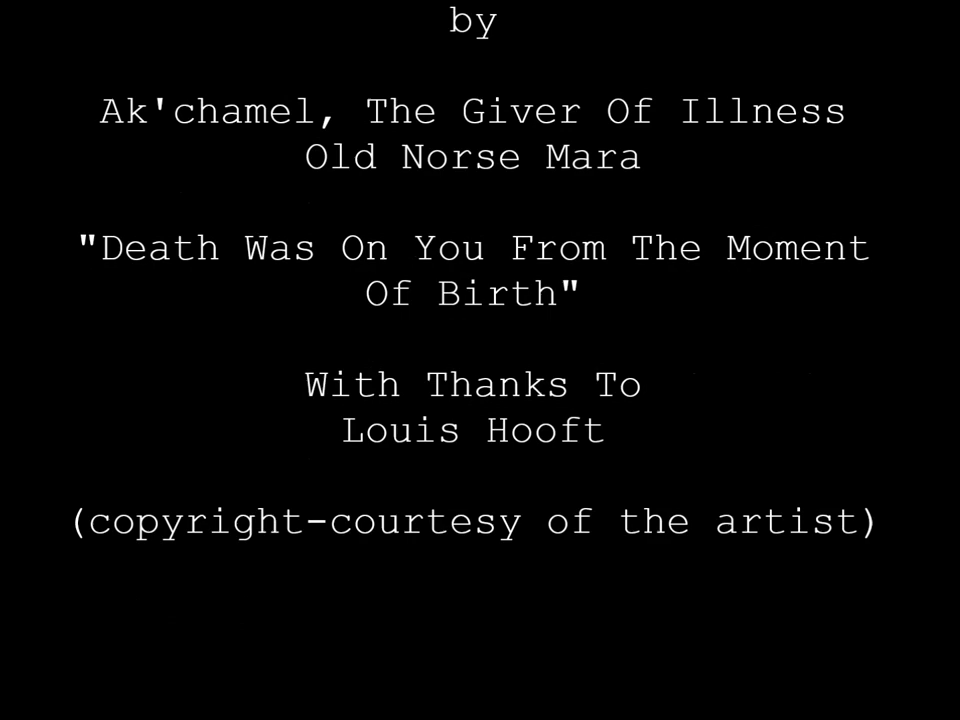 by
Ak'chamel, The Giver Of Illness
Old Norse Mara
"Death Was On You From The Moment
Of Birth"
With Thanks To
Louis Hooft
(copyright-courtesy of the artist)